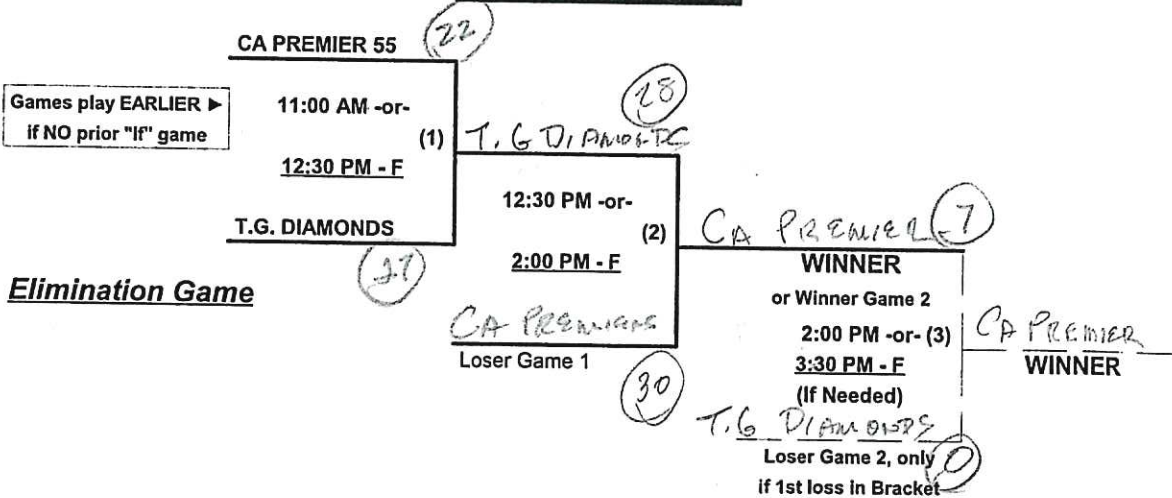 CA PREMIER 55
22
Games play EARLIER ►
if NO prior "If" game
11:00 AM -or-
(1)
12:30 PM - F
T.G. DIAMONDS
27
Elimination Game
T. G DIAMONDS
28
12:30 PM -or-
(2)
2:00 PM - F
CA PREMIERS
Loser Game 1
30
CA PREMIER
7
WINNER
or Winner Game 2
2:00 PM -or- (3)
3:30 PM - F
(If Needed)
T.G DIAMONDS
0
Loser Game 2, only
if 1st loss in Bracket
CA PREMIER
WINNER